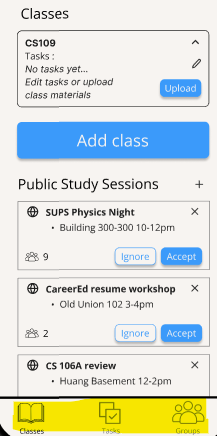 Classes
CS109
Tasks :
No tasks yet...
Edit tasks or upload
class materials
Upload
Add class
Public Study Sessions +
SUPS Physics Night
• Building 300-300 10-12pm
9
Ignore Accept
CareerEd resume workshop
• Old Union 102 3-4pm
2
Ignore Accept
CS 106A review
• Huang Basement 12-2pm
Classes Tasks Groups